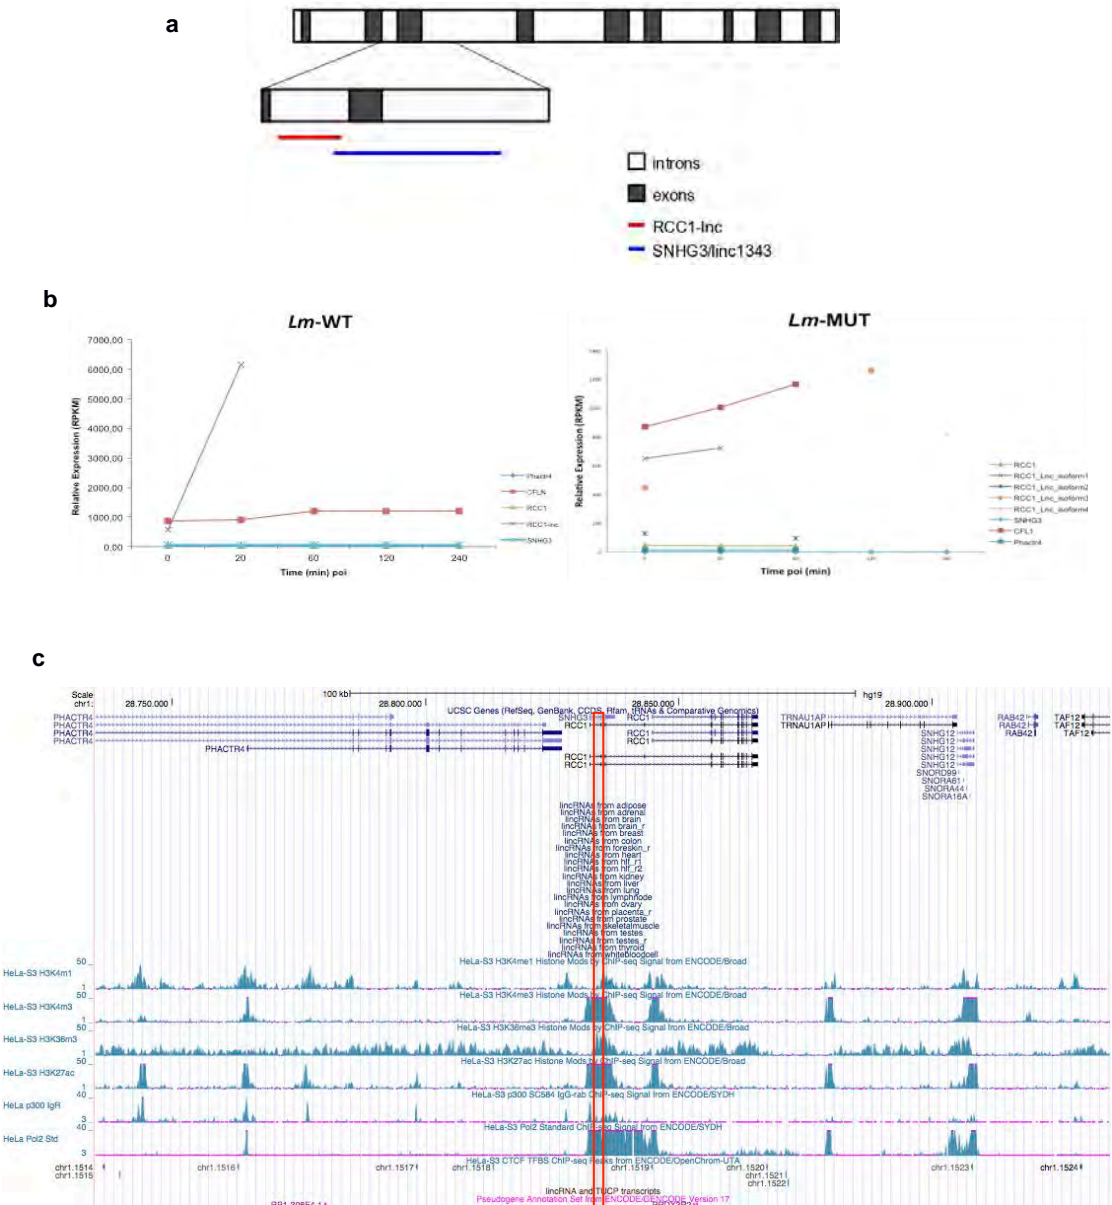 a
introns
exons
RCC1-lnc
SNHG3/linc1343
b
Lm-WT
7000,00
6000,00
5000,00
4000,00
3000,00
2000,00
1000,00
0,00
Relative Expression (RPKM)
0 20 60 120 240
Time (min) poi
Phactr4
CFLN
RCC1
RCC1-lnc
SNHG3
Lm-MUT
Relative Expression (RPKM)
Time poi (min)
RCC1
RCC1_Lnc_isoform1
RCC1_Lnc_isoform2
RCC1_Lnc_isoform3
RCC1_Lnc_isoform4
SNHG3
CFL1
Phactr4
c
Scale 100 kb hg19
chr1: 28.750.000 28.800.000 28.850.000 28.900.000
UCSC Genes (RefSeq, GenBank, CCDS, Rfam, tRNAs & Comparative Genomics)
PHACTR4 SNHG3 RCC1 TRNAU1AP RAB42 TAF12
PHACTR4 RCC1 TRNAU1AP RAB42 TAF12
PHACTR4 RCC1 SNHG12 RAB42 TAF12
PHACTR4 RCC1 SNHG12
PHACTR4 SNHG12
RCC1 SNHG12
RCC1 SNHG12
SNORD99
SNORA61
SNORA44
SNORA16A
lincRNAs from adipose
lincRNAs from adrenal
lincRNAs from brain
lincRNAs from brain_r
lincRNAs from breast
lincRNAs from colon
lincRNAs from foreskin_r
lincRNAs from heart
lincRNAs from hlf_r1
lincRNAs from hlf_r2
lincRNAs from kidney
lincRNAs from liver
lincRNAs from lung
lincRNAs from lymphnode
lincRNAs from ovary
lincRNAs from placenta_r
lincRNAs from prostate
lincRNAs from skeletalmuscle
lincRNAs from testes
lincRNAs from testes_r
lincRNAs from thyroid
lincRNAs from whitebloodcell
HeLa-S3 H3K4me1 Histone Mods by ChIP-seq Signal from ENCODE/Broad
50
HeLa-S3 H3K4m1
1
HeLa-S3 H3K4me3 Histone Mods by ChIP-seq Signal from ENCODE/Broad
50
HeLa-S3 H3K4m3
1
HeLa-S3 H3K36me3 Histone Mods by ChIP-seq Signal from ENCODE/Broad
50
HeLa-S3 H3K36m3
1
HeLa-S3 H3K27ac Histone Mods by ChIP-seq Signal from ENCODE/Broad
50
HeLa-S3 H3K27ac
1
HeLa-S3 p300 SC584 IgG-rab ChIP-seq Signal from ENCODE/SYDH
40
HeLa p300 IgR
3
HeLa-S3 Pol2 Standard ChIP-seq Signal from ENCODE/SYDH
40
HeLa Pol2 Std
3
HeLa-S3 CTCF TFBS ChIP-seq Peaks from ENCODE/OpenChrom-UTA
chr1.1514 chr1.1516 chr1.1517 chr1.1518 chr1.1519 chr1.1520 chr1.1523 chr1.1524
chr1.1515 chr1.1521
chr1.1522
lincRNA and TUCP transcripts
Pseudogene Annotation Set from ENCODE/GENCODE Version 17